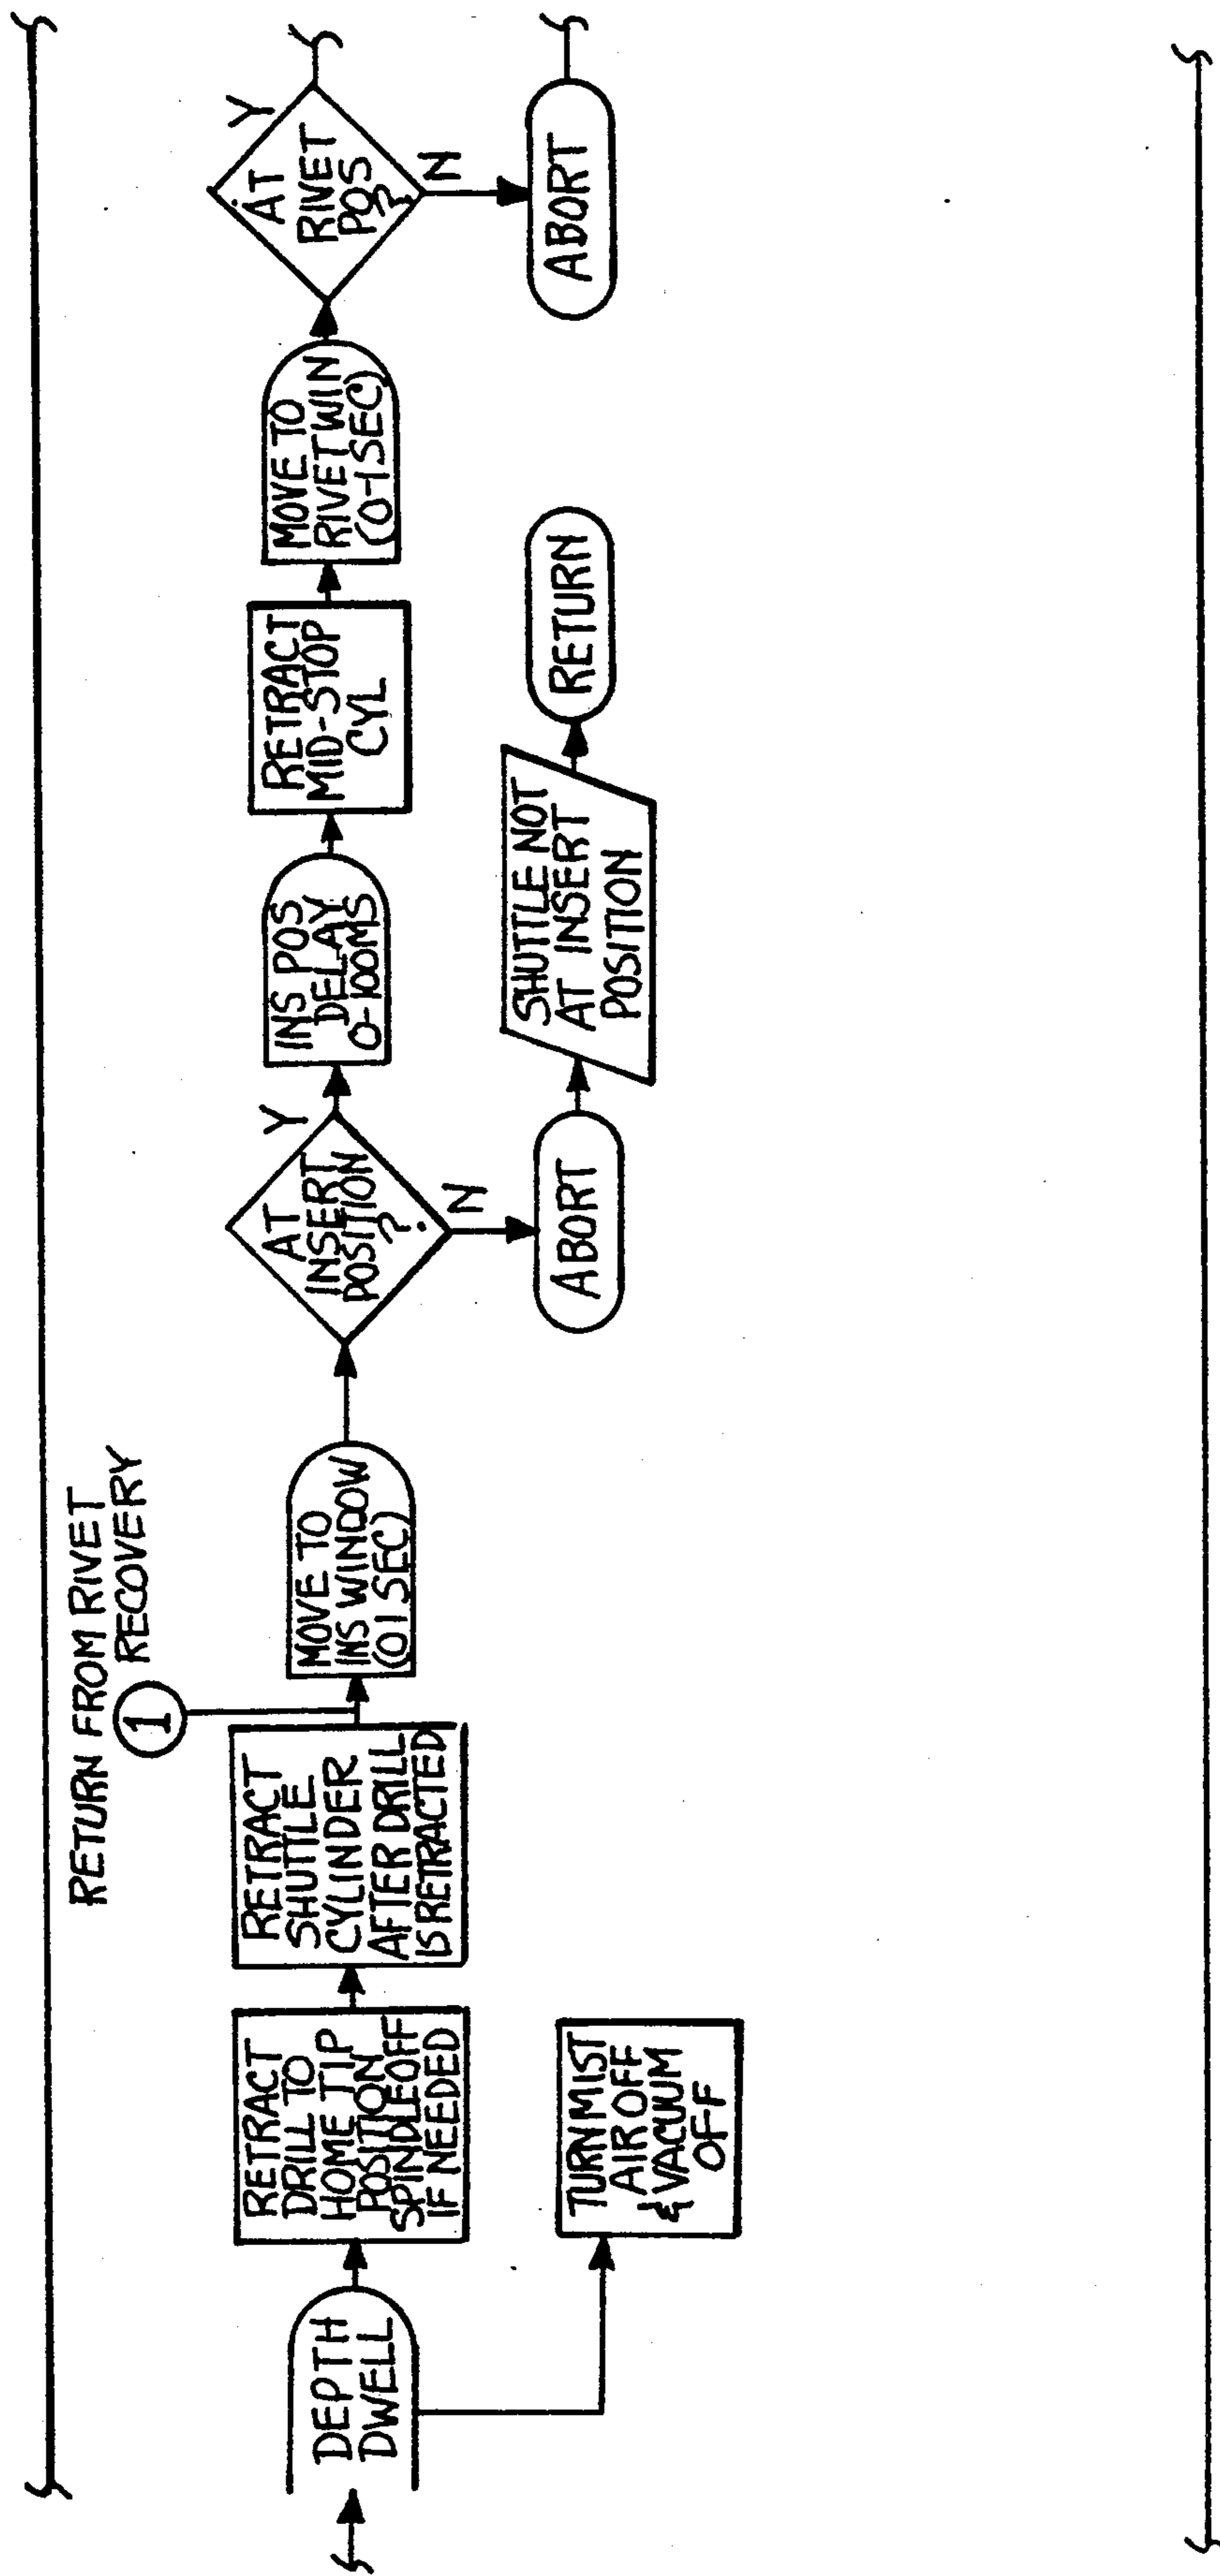 RETURN FROM RIVET
RECOVERY
1
DEPTH
DWELL
RETRACT
DRILL TO
HOME TIP
POSITION
SPINDLE OFF
IF NEEDED
TURN MIST
AIR OFF
& VACUUM
OFF
RETRACT
SHUTTLE
CYLINDER
AFTER DRILL
IS RETRACTED
MOVE TO
INS WINDOW
(01 SEC)
AT
INSERT
POSITION
?
Y
N
ABORT
SHUTTLE NOT
AT INSERT
POSITION
RETURN
INS POS
DELAY
0-100MS
RETRACT
MID-STOP
CYL
MOVE TO
RIVET WIN
(0-1 SEC)
AT
RIVET
POS
?
Y
N
ABORT